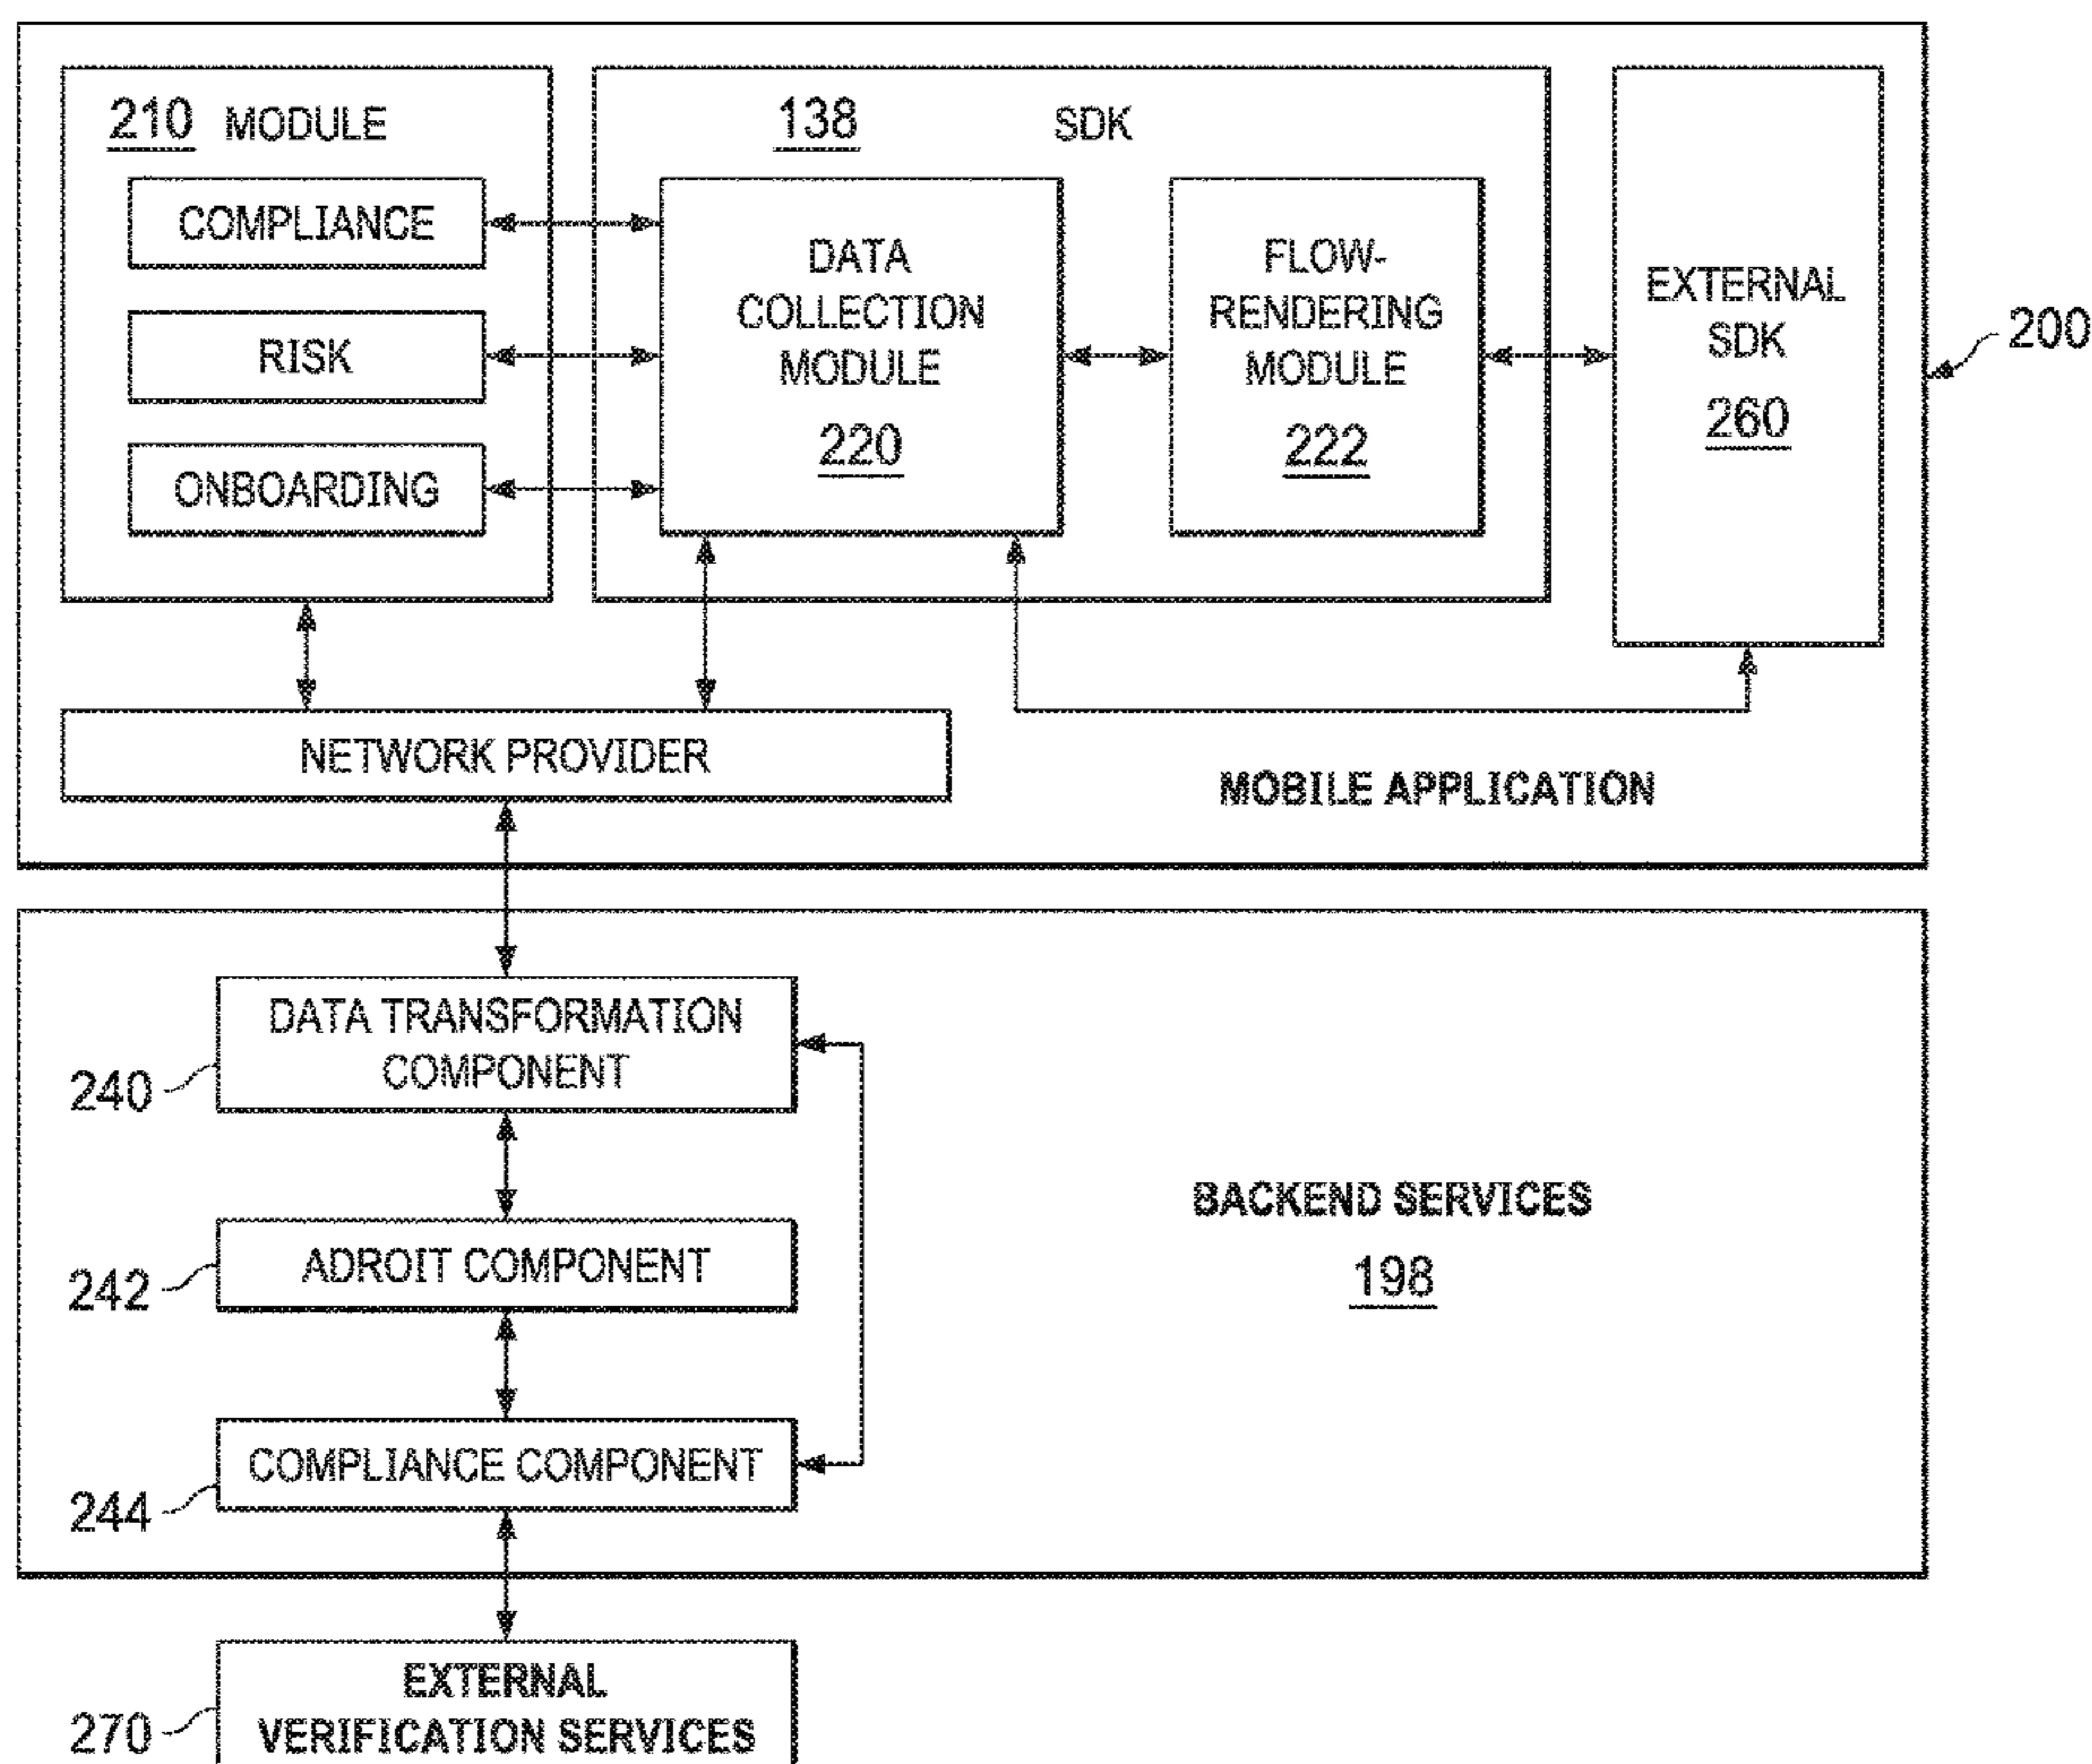 210 MODULE
COMPLIANCE
RISK
ONBOARDING
138 SDK
DATA
COLLECTION
MODULE
220
FLOW-
RENDERING
MODULE
222
EXTERNAL
SDK
260
200
NETWORK PROVIDER
MOBILE APPLICATION
DATA TRANSFORMATION
COMPONENT
240
ADROIT COMPONENT
242
COMPLIANCE COMPONENT
244
BACKEND SERVICES
198
EXTERNAL
VERIFICATION SERVICES
270